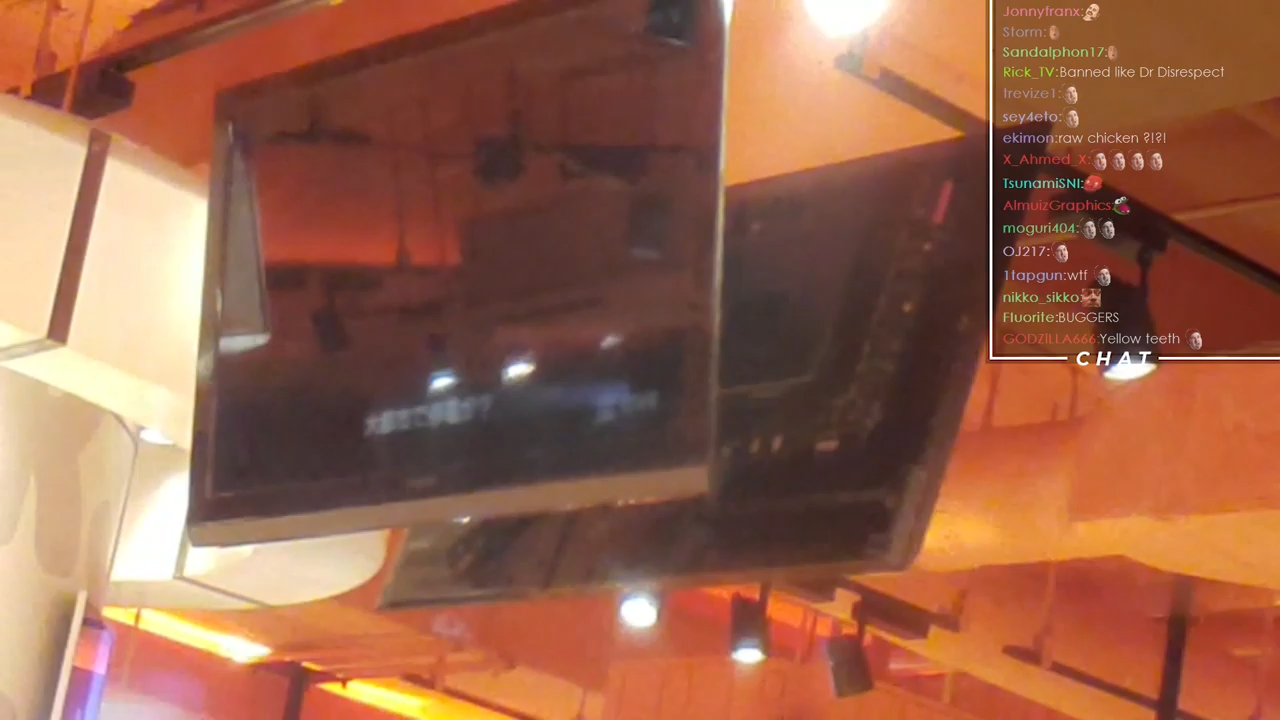 Jonnyfranx:
Storm:
Sandalphon17:
Rick_TV:Banned like Dr Disrespect
trevize1:
sey4eto:
ekimon:raw chicken ?!?!
X_Ahmed_X:
TsunamiSNI:
AlmuizGraphics:
moguri404:
OJ217:
1tapgun:wtf
nikko_sikko:
Fluorite:BUGGERS
GODZILLA666:Yellow teeth
CHAT